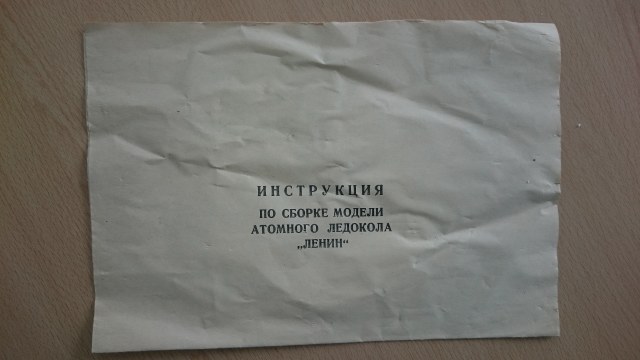 ИНСТРУКЦИЯ
ПО СБОРКЕ МОДЕЛИ
АТОМНОГО ЛЕДОКОЛА
„ЛЕНИН“